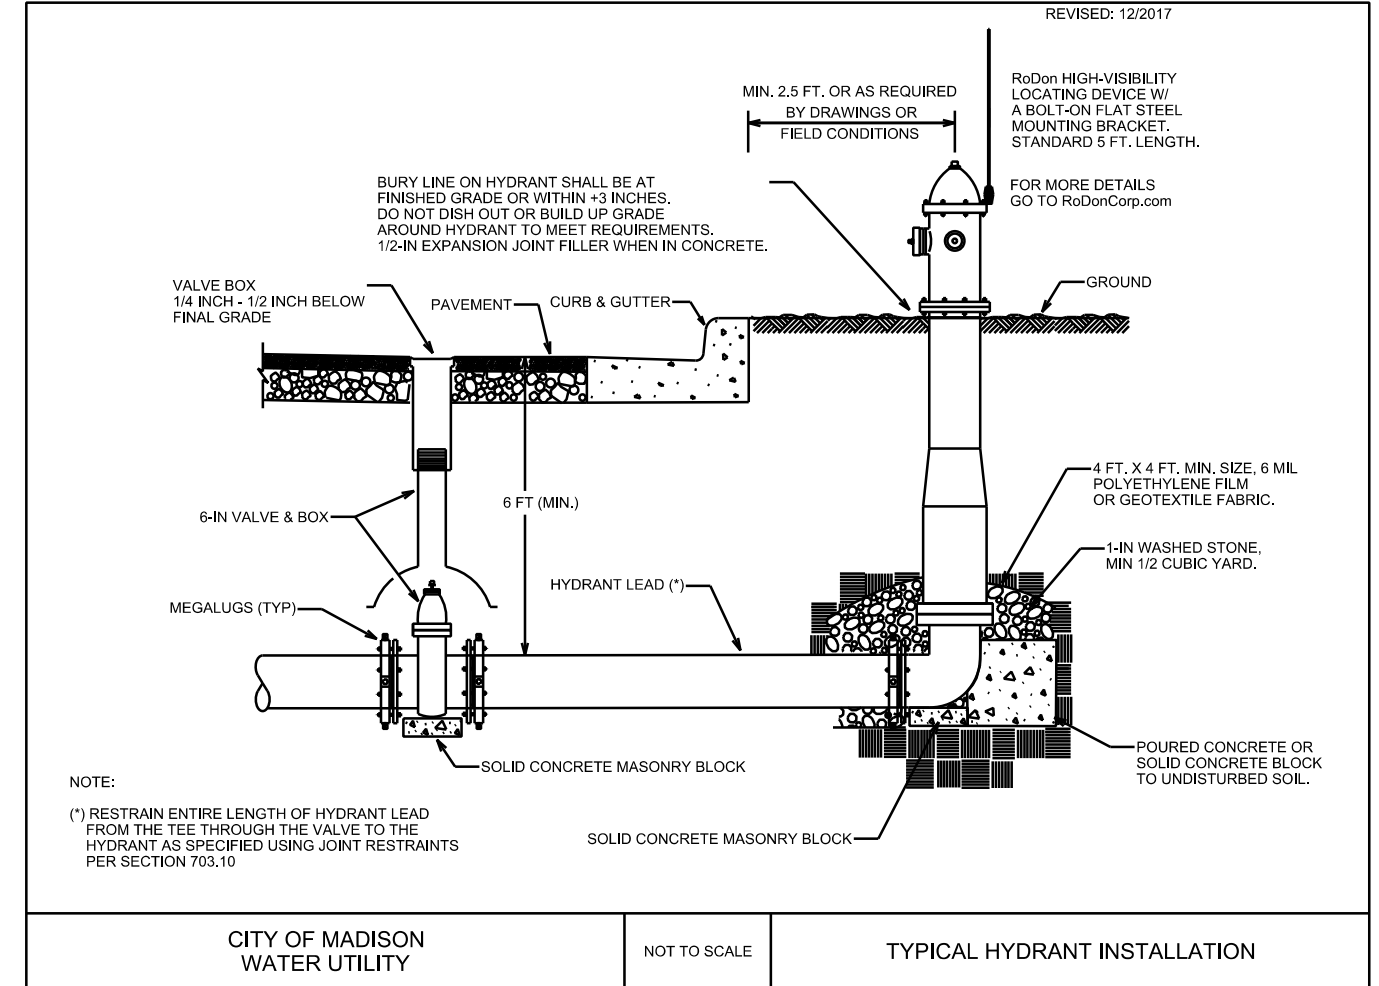 REVISED: 12/2017
RoDon HIGH-VISIBILITY
LOCATING DEVICE W/
A BOLT-ON FLAT STEEL
MOUNTING BRACKET.
STANDARD 5 FT. LENGTH.
FOR MORE DETAILS
GO TO RoDonCorp.com
MIN. 2.5 FT. OR AS REQUIRED
BY DRAWINGS OR
FIELD CONDITIONS
BURY LINE ON HYDRANT SHALL BE AT
FINISHED GRADE OR WITHIN +3 INCHES.
DO NOT DISH OUT OR BUILD UP GRADE
AROUND HYDRANT TO MEET REQUIREMENTS.
1/2-IN EXPANSION JOINT FILLER WHEN IN CONCRETE.
VALVE BOX
1/4 INCH - 1/2 INCH BELOW
FINAL GRADE
PAVEMENT
CURB & GUTTER
GROUND
4 FT. X 4 FT. MIN. SIZE, 6 MIL
POLYETHYLENE FILM
OR GEOTEXTILE FABRIC.
6-IN VALVE & BOX
6 FT (MIN.)
1-IN WASHED STONE,
MIN 1/2 CUBIC YARD.
HYDRANT LEAD (*)
MEGALUGS (TYP)
SOLID CONCRETE MASONRY BLOCK
POURED CONCRETE OR
SOLID CONCRETE BLOCK
TO UNDISTURBED SOIL.
SOLID CONCRETE MASONRY BLOCK
NOTE:
(*) RESTRAIN ENTIRE LENGTH OF HYDRANT LEAD
FROM THE TEE THROUGH THE VALVE TO THE
HYDRANT AS SPECIFIED USING JOINT RESTRAINTS
PER SECTION 703.10
CITY OF MADISON
WATER UTILITY
NOT TO SCALE
TYPICAL HYDRANT INSTALLATION